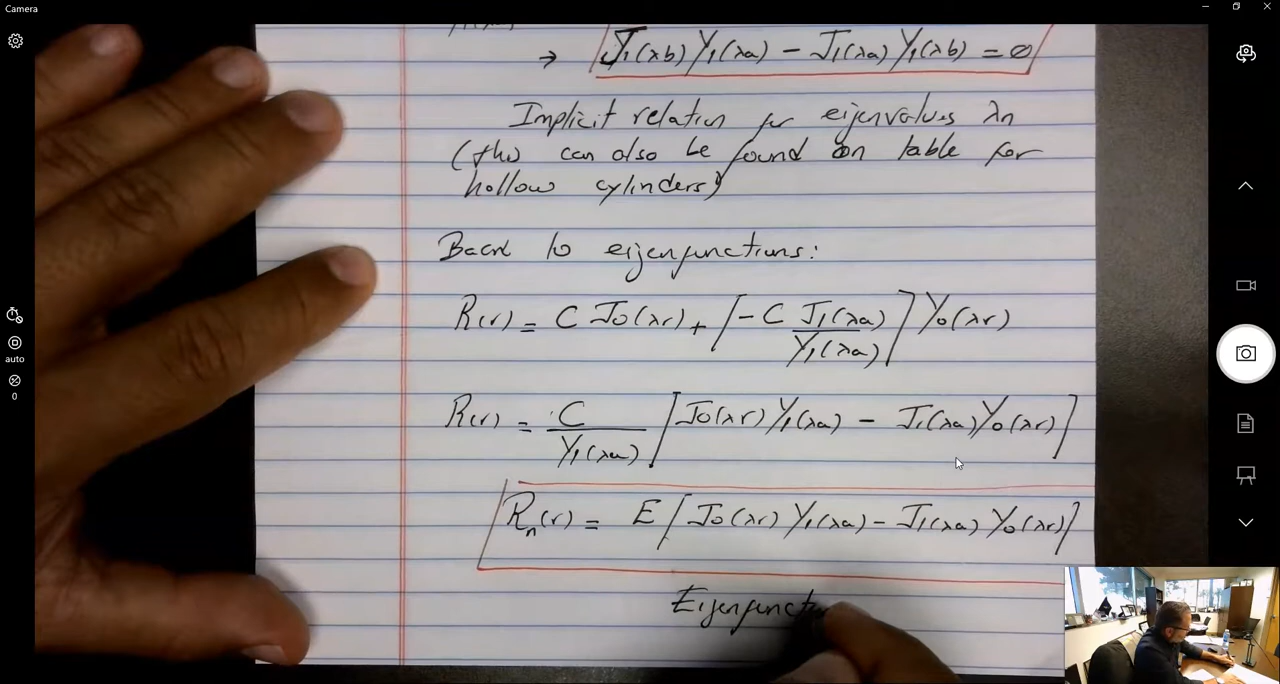 Camera
→ J₁(λb) Y₁(λa) − J₁(λa) Y₁(λb) = ∅
Implicit relation for eigenvalues λn
(this can also be found on table for
hollow cylinders)
Back to eigenfunctions:
R(r) = C J₀(λr) + [−C J₁(λa) / Y₁(λa)] Y₀(λr)
R(r) = C / Y₁(λa) [J₀(λr) Y₁(λa) − J₁(λa) Y₀(λr)]
Rₙ(r) = E [J₀(λr) Y₁(λa) − J₁(λa) Y₀(λr)]
Eigenfunct
auto
0